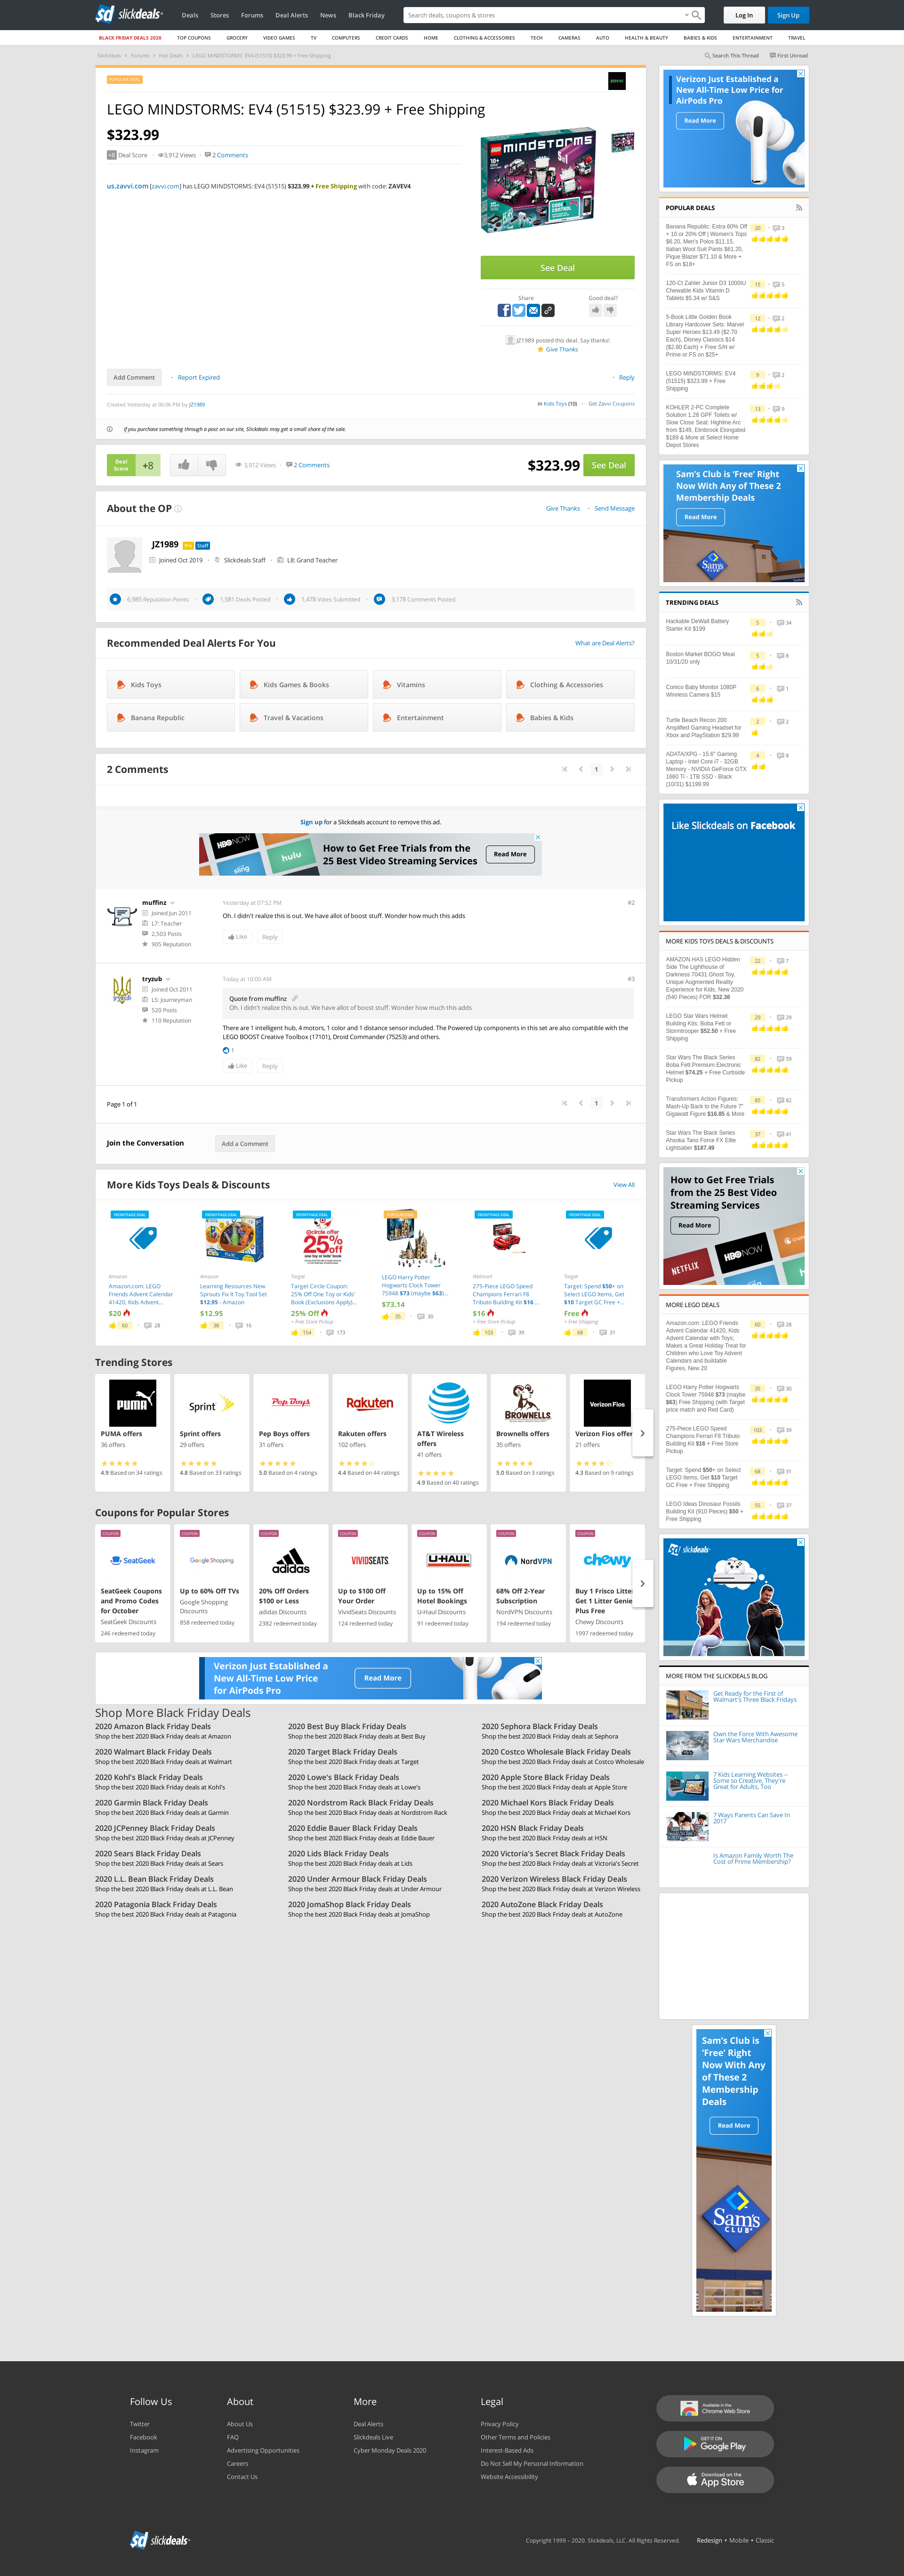 slickdeals
Deals Stores Forums Deal Alerts News Black Friday
Search deals, coupons & stores
Log In Sign Up
BLACK FRIDAY DEALS 2020 TOP COUPONS GROCERY VIDEO GAMES TV COMPUTERS CREDIT CARDS HOME CLOTHING & ACCESSORIES TECH CAMERAS AUTO HEALTH & BEAUTY BABIES & KIDS ENTERTAINMENT TRAVEL
Slickdeals > Forums > Hot Deals > LEGO MINDSTORMS: EV4 (51515) $323.99 + Free Shipping
Search This Thread First Unread
POPULAR DEAL
LEGO MINDSTORMS: EV4 (51515) $323.99 + Free Shipping
$323.99
+8 Deal Score · 3,912 Views · 2 Comments
us.zavvi.com [zavvi.com] has LEGO MINDSTORMS: EV4 (51515) $323.99 + Free Shipping with code: ZAVEV4
See Deal
Share Good deal?
JZ1989 posted this deal. Say thanks!
Give Thanks
Add Comment · Report Expired · Reply
Created Yesterday at 06:06 PM by JZ1989
in Kids Toys (10) · Get Zavvi Coupons
If you purchase something through a post on our site, Slickdeals may get a small share of the sale.
Deal Score +8
3,912 Views · 2 Comments
$323.99 See Deal
About the OP
Give Thanks · Send Message
JZ1989 Pro Staff
Joined Oct 2019 · Slickdeals Staff · L8: Grand Teacher
6,985 Reputation Points 1,581 Deals Posted 1,478 Votes Submitted 3,178 Comments Posted
Recommended Deal Alerts For You
What are Deal Alerts?
Kids Toys Kids Games & Books Vitamins Clothing & Accessories
Banana Republic Travel & Vacations Entertainment Babies & Kids
2 Comments
1
Sign up for a Slickdeals account to remove this ad.
HBO NOW hulu sling
How to Get Free Trials from the
25 Best Video Streaming Services
Read More
muffinz
Joined Jun 2011
L7: Teacher
2,503 Posts
905 Reputation
Yesterday at 07:52 PM #2
Oh. I didn't realize this is out. We have allot of boost stuff. Wonder how much this adds
Like Reply
tryzub
Joined Oct 2011
L5: Journeyman
520 Posts
110 Reputation
Today at 10:00 AM #3
Quote from muffinz
Oh. I didn't realize this is out. We have allot of boost stuff. Wonder how much this adds
There are 1 intelligent hub, 4 motors, 1 color and 1 distance sensor included. The Powered Up components in this set are also compatible with the
LEGO BOOST Creative Toolbox (17101), Droid Commander (75253) and others.
1
Like Reply
Page 1 of 1
1
Join the Conversation
Add a Comment
More Kids Toys Deals & Discounts
View All
Amazon
Amazon.com: LEGO
Friends Advent Calendar
41420, Kids Advent...
$20
60 · 28
Amazon
Learning Resources New
Sprouts Fix It Toy Tool Set
$12.95 - Amazon
$12.95
38 · 16
Target
Target Circle Coupon:
25% Off One Toy or Kids'
Book (Exclusions Apply)...
25% Off
+ Free Store Pickup
154 · 173
LEGO Harry Potter
Hogwarts Clock Tower
75948 $73 (maybe $63)...
$73.14
35 · 30
Walmart
275-Piece LEGO Speed
Champions Ferrari F8
Tributo Building Kit $16 ...
$16
+ Free Store Pickup
103 · 39
Target
Target: Spend $50+ on
Select LEGO Items, Get
$10 Target GC Free +...
Free
+ Free Shipping
68 · 31
Trending Stores
PUMA offers
36 offers
4.9 Based on 34 ratings
Sprint offers
29 offers
4.8 Based on 33 ratings
Pep Boys offers
31 offers
5.0 Based on 4 ratings
Rakuten offers
102 offers
4.4 Based on 44 ratings
AT&T Wireless
offers
41 offers
4.9 Based on 40 ratings
Brownells offers
35 offers
5.0 Based on 3 ratings
Verizon Fios offer
21 offers
4.3 Based on 9 ratings
Coupons for Popular Stores
SeatGeek Coupons
and Promo Codes
for October
SeatGeek Discounts
246 redeemed today
Up to 60% Off TVs
Google Shopping
Discounts
858 redeemed today
20% Off Orders
$100 or Less
adidas Discounts
2382 redeemed today
Up to $100 Off
Your Order
VividSeats Discounts
124 redeemed today
Up to 15% Off
Hotel Bookings
U-Haul Discounts
91 redeemed today
68% Off 2-Year
Subscription
NordVPN Discounts
194 redeemed today
Buy 1 Frisco Litter
Get 1 Litter Genie
Plus Free
Chewy Discounts
1997 redeemed today
Verizon Just Established a
New All-Time Low Price
for AirPods Pro
Read More
Shop More Black Friday Deals
2020 Amazon Black Friday Deals
Shop the best 2020 Black Friday deals at Amazon
2020 Best Buy Black Friday Deals
Shop the best 2020 Black Friday deals at Best Buy
2020 Sephora Black Friday Deals
Shop the best 2020 Black Friday deals at Sephora
2020 Walmart Black Friday Deals
Shop the best 2020 Black Friday deals at Walmart
2020 Target Black Friday Deals
Shop the best 2020 Black Friday deals at Target
2020 Costco Wholesale Black Friday Deals
Shop the best 2020 Black Friday deals at Costco Wholesale
2020 Kohl's Black Friday Deals
Shop the best 2020 Black Friday deals at Kohl's
2020 Lowe's Black Friday Deals
Shop the best 2020 Black Friday deals at Lowe's
2020 Apple Store Black Friday Deals
Shop the best 2020 Black Friday deals at Apple Store
2020 Garmin Black Friday Deals
Shop the best 2020 Black Friday deals at Garmin
2020 Nordstrom Rack Black Friday Deals
Shop the best 2020 Black Friday deals at Nordstrom Rack
2020 Michael Kors Black Friday Deals
Shop the best 2020 Black Friday deals at Michael Kors
2020 JCPenney Black Friday Deals
Shop the best 2020 Black Friday deals at JCPenney
2020 Eddie Bauer Black Friday Deals
Shop the best 2020 Black Friday deals at Eddie Bauer
2020 HSN Black Friday Deals
Shop the best 2020 Black Friday deals at HSN
2020 Sears Black Friday Deals
Shop the best 2020 Black Friday deals at Sears
2020 Lids Black Friday Deals
Shop the best 2020 Black Friday deals at Lids
2020 Victoria's Secret Black Friday Deals
Shop the best 2020 Black Friday deals at Victoria's Secret
2020 L.L. Bean Black Friday Deals
Shop the best 2020 Black Friday deals at L.L. Bean
2020 Under Armour Black Friday Deals
Shop the best 2020 Black Friday deals at Under Armour
2020 Verizon Wireless Black Friday Deals
Shop the best 2020 Black Friday deals at Verizon Wireless
2020 Patagonia Black Friday Deals
Shop the best 2020 Black Friday deals at Patagonia
2020 JomaShop Black Friday Deals
Shop the best 2020 Black Friday deals at JomaShop
2020 AutoZone Black Friday Deals
Shop the best 2020 Black Friday deals at AutoZone
Verizon Just Established a
New All-Time Low Price for
AirPods Pro
Read More
POPULAR DEALS
Banana Republic: Extra 60% Off
+ 10 or 20% Off | Women's Tops
$6.20, Men's Polos $11.15,
Italian Wool Suit Pants $61.20,
Pique Blazer $71.10 & More +
FS on $18+
20 · 3
120-Ct Zahler Junior D3 1000IU
Chewable Kids Vitamin D
Tablets $5.34 w/ S&S
15 · 5
5-Book Little Golden Book
Library Hardcover Sets: Marvel
Super Heroes $13.49 ($2.70
Each), Disney Classics $14
($2.80 Each) + Free S/H w/
Prime or FS on $25+
12 · 2
LEGO MINDSTORMS: EV4
(51515) $323.99 + Free
Shipping
9 · 2
KOHLER 2-PC Complete
Solution 1.28 GPF Toilets w/
Slow Close Seat: Highline Arc
from $149, Elmbrook Elongated
$189 & More at Select Home
Depot Stores
13 · 9
Sam's Club is 'Free' Right
Now With Any of These 2
Membership Deals
Read More
TRENDING DEALS
Hackable DeWalt Battery
Starter Kit $199
5 · 34
Boston Market BOGO Meal
10/31/20 only
5 · 8
Conico Baby Monitor 1080P
Wireless Camera $15
6 · 1
Turtle Beach Recon 200
Amplified Gaming Headset for
Xbox and PlayStation $29.99
2 · 2
ADATA/XPG - 15.6" Gaming
Laptop - Intel Core i7 - 32GB
Memory - NVIDIA GeForce GTX
1660 Ti - 1TB SSD - Black
(10/31) $1199.99
4 · 8
Like Slickdeals on Facebook
MORE KIDS TOYS DEALS & DISCOUNTS
AMAZON HAS LEGO Hidden
Side The Lighthouse of
Darkness 70431 Ghost Toy,
Unique Augmented Reality
Experience for Kids, New 2020
(540 Pieces) FOR $32.36
22 · 7
LEGO Star Wars Helmet
Building Kits: Boba Fett or
Stormtrooper $52.50 + Free
Shipping
29 · 29
Star Wars The Black Series
Boba Fett Premium Electronic
Helmet $74.25 + Free Curbside
Pickup
82 · 59
Transformers Action Figures:
Mash-Up Back to the Future 7"
Gigawatt Figure $16.85 & More
85 · 82
Star Wars The Black Series
Ahsoka Tano Force FX Elite
Lightsaber $187.49
37 · 41
How to Get Free Trials
from the 25 Best Video
Streaming Services
Read More
NETFLIX HBO NOW
MORE LEGO DEALS
Amazon.com: LEGO Friends
Advent Calendar 41420, Kids
Advent Calendar with Toys;
Makes a Great Holiday Treat for
Children who Love Toy Advent
Calendars and buildable
Figures, New 20
60 · 28
LEGO Harry Potter Hogwarts
Clock Tower 75948 $73 (maybe
$63) Free Shipping (with Target
price match and Red Card)
35 · 30
275-Piece LEGO Speed
Champions Ferrari F8 Tributo
Building Kit $16 + Free Store
Pickup
103 · 39
Target: Spend $50+ on Select
LEGO Items, Get $10 Target
GC Free + Free Shipping
68 · 31
LEGO Ideas Dinosaur Fossils
Building Kit (910 Pieces) $50 +
Free Shipping
55 · 37
slickdeals
MORE FROM THE SLICKDEALS BLOG
Get Ready for the First of
Walmart's Three Black Fridays
Own the Force With Awesome
Star Wars Merchandise
7 Kids Learning Websites –
Some so Creative, They're
Great for Adults, Too
7 Ways Parents Can Save In
2017
Is Amazon Family Worth The
Cost of Prime Membership?
Sam's Club is
'Free' Right
Now With Any
of These 2
Membership
Deals
Read More
Sam's
CLUB
Follow Us
Twitter
Facebook
Instagram
About
About Us
FAQ
Advertising Opportunities
Careers
Contact Us
More
Deal Alerts
Slickdeals Live
Cyber Monday Deals 2020
Legal
Privacy Policy
Other Terms and Policies
Interest-Based Ads
Do Not Sell My Personal Information
Website Accessibility
Available in the
Chrome Web Store
GET IT ON
Google Play
Download on the
App Store
slickdeals
Copyright 1999 – 2020. Slickdeals, LLC. All Rights Reserved. Redesign • Mobile • Classic